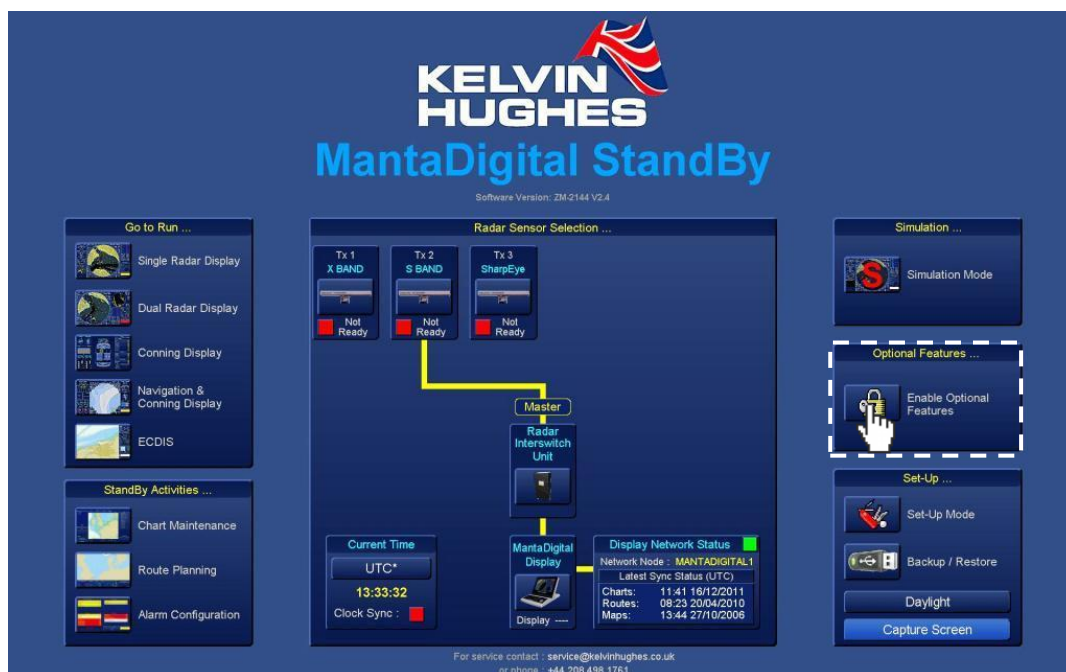 KELVIN
HUGHES
MantaDigital StandBy
Software Version: ZM-2144 V2.4
Go to Run ...
Single Radar Display
Dual Radar Display
Conning Display
Navigation &
Conning Display
ECDIS
StandBy Activities ...
Chart Maintenance
Route Planning
Alarm Configuration
Radar Sensor Selection ...
Tx 1
X BAND
Not
Ready
Tx 2
S BAND
Not
Ready
Tx 3
SharpEye
Not
Ready
Master
Radar
Interswitch
Unit
Current Time
UTC*
13:33:32
Clock Sync :
MantaDigital
Display
Display ----
Display Network Status
Network Node : MANTADIGITAL1
Latest Sync Status (UTC)
Charts: 11:41 16/12/2011
Routes: 08:23 20/04/2010
Maps: 13:44 27/10/2006
Simulation ...
S
Simulation Mode
Optional Features ...
Enable Optional
Features
Set-Up ...
Set-Up Mode
Backup / Restore
Daylight
Capture Screen
For service contact : service@kelvinhughes.co.uk
or phone : +44 208 498 1761